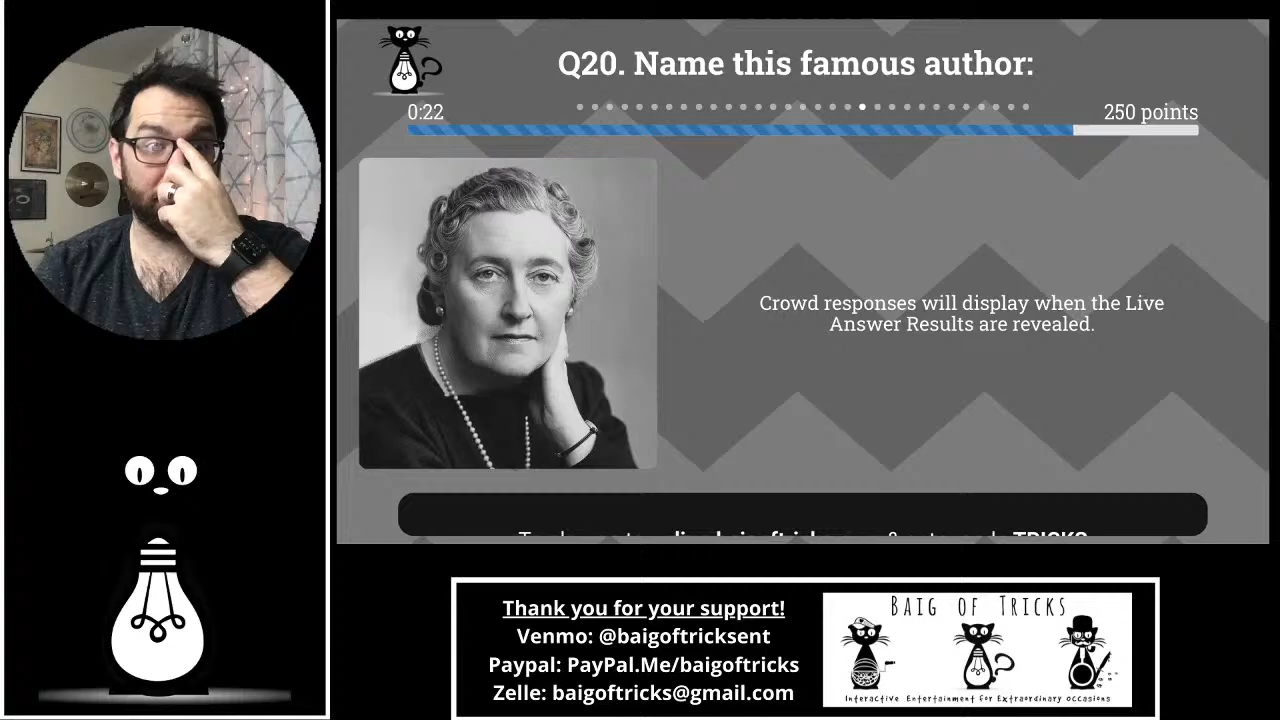 Q20. Name this famous author:
0:22
250 points
Crowd responses will display when the Live
Answer Results are revealed.
TRICKS
Thank you for your support!
Venmo: @baigoftricksent
Paypal: PayPal.Me/baigoftricks
Zelle: baigoftricks@gmail.com
BAIG OF TRICKS
Interactive Entertainment for Extraordinary occasions